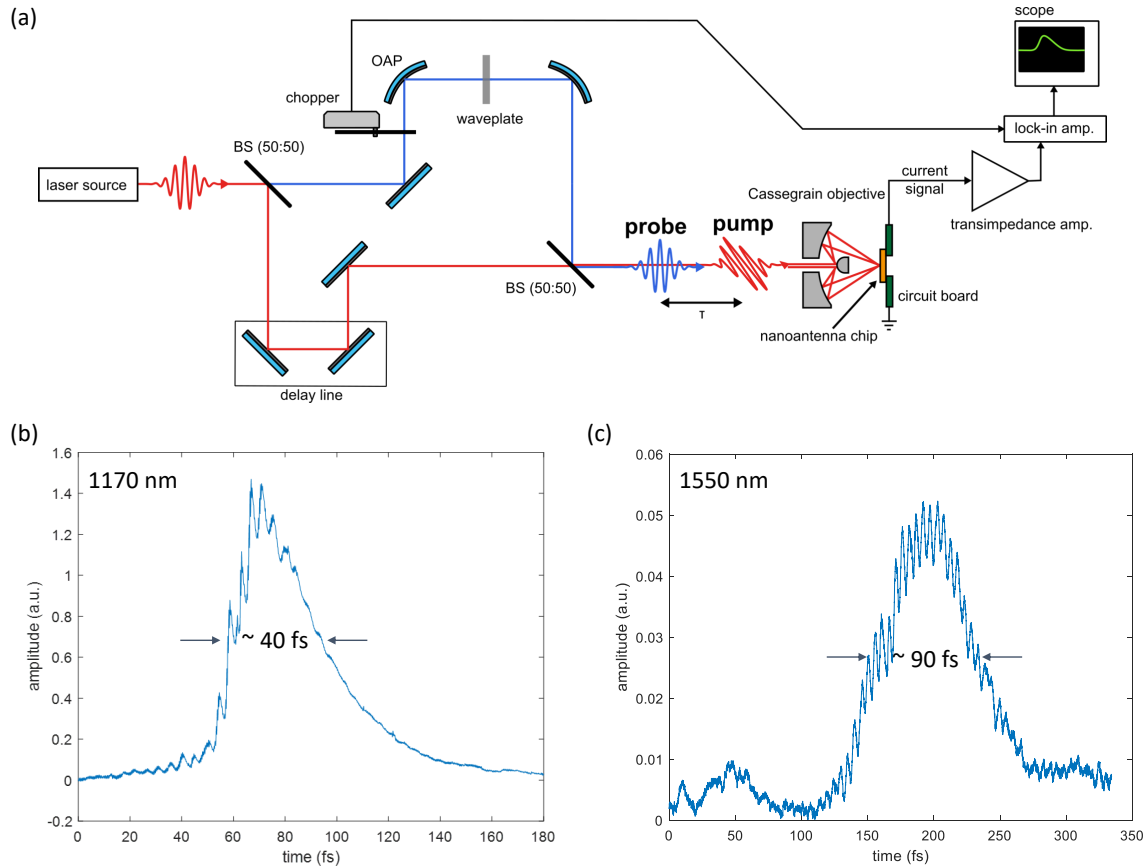 (a)
scope
OAP
chopper
waveplate
lock-in amp.
BS (50:50)
laser source
current
signal
Cassegrain objective
transimpedance amp.
probe
pump
BS (50:50)
τ
circuit board
nanoantenna chip
delay line
(b)
1170 nm
1.6
1.4
1.2
1
0.8
0.6
0.4
0.2
0
-0.2
amplitude (a.u.)
~ 40 fs
0 20 40 60 80 100 120 140 160 180
time (fs)
(c)
1550 nm
0.06
0.05
0.04
0.03
0.02
0.01
0
amplitude (a.u.)
~ 90 fs
0 50 100 150 200 250 300 350
time (fs)